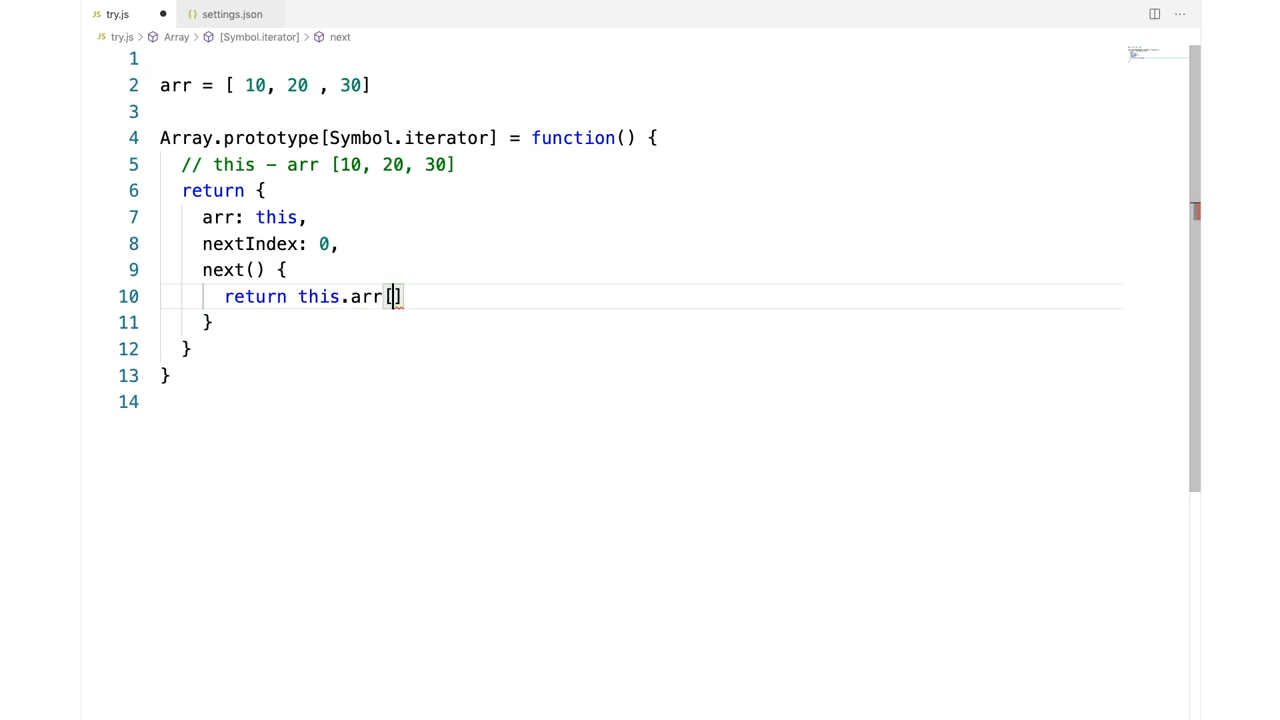 JS try.js ● {} settings.json ···
JS try.js > Array > [Symbol.iterator] > next
1
2 arr = [ 10, 20 , 30]
3
4 Array.prototype[Symbol.iterator] = function() {
5 // this - arr [10, 20, 30]
6 return {
7 arr: this,
8 nextIndex: 0,
9 next() {
10 return this.arr[]
11 }
12 }
13 }
14